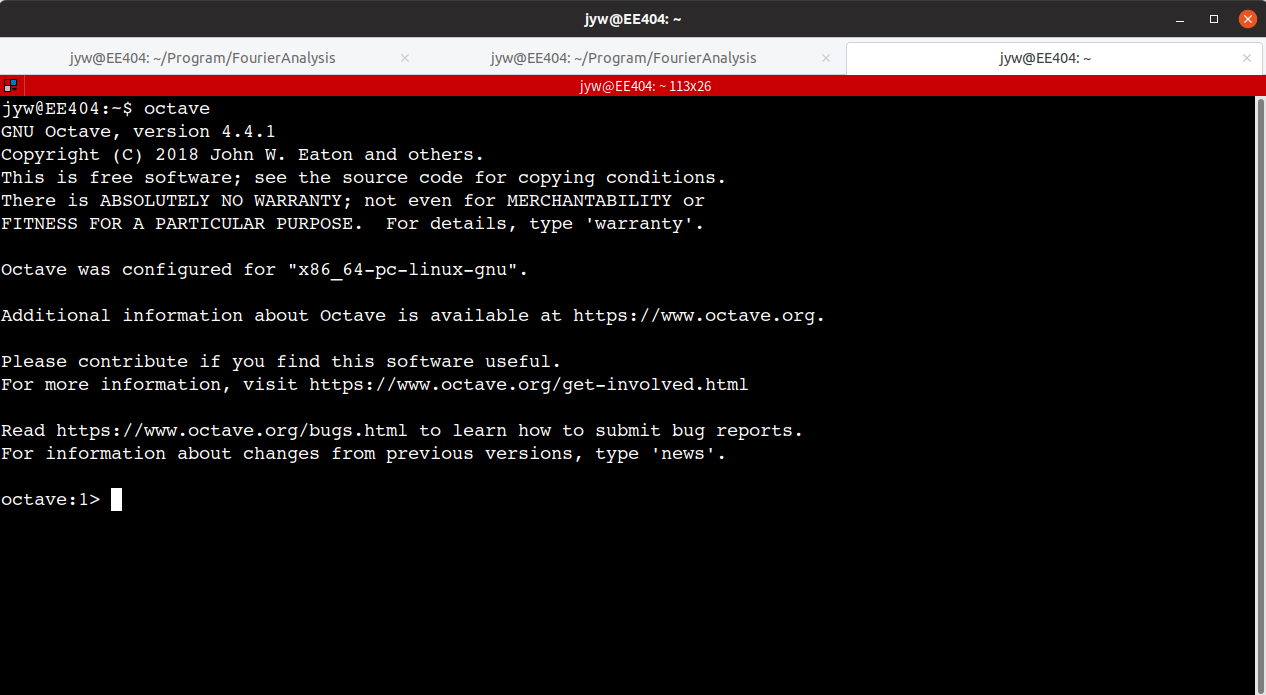 jyw@EE404: ~
jyw@EE404: ~/Program/FourierAnalysis
jyw@EE404: ~/Program/FourierAnalysis
jyw@EE404: ~
jyw@EE404: ~ 113x26
jyw@EE404:~$ octave
GNU Octave, version 4.4.1
Copyright (C) 2018 John W. Eaton and others.
This is free software; see the source code for copying conditions.
There is ABSOLUTELY NO WARRANTY; not even for MERCHANTABILITY or
FITNESS FOR A PARTICULAR PURPOSE.  For details, type 'warranty'.
Octave was configured for "x86_64-pc-linux-gnu".
Additional information about Octave is available at https://www.octave.org.
Please contribute if you find this software useful.
For more information, visit https://www.octave.org/get-involved.html
Read https://www.octave.org/bugs.html to learn how to submit bug reports.
For information about changes from previous versions, type 'news'.
octave:1>